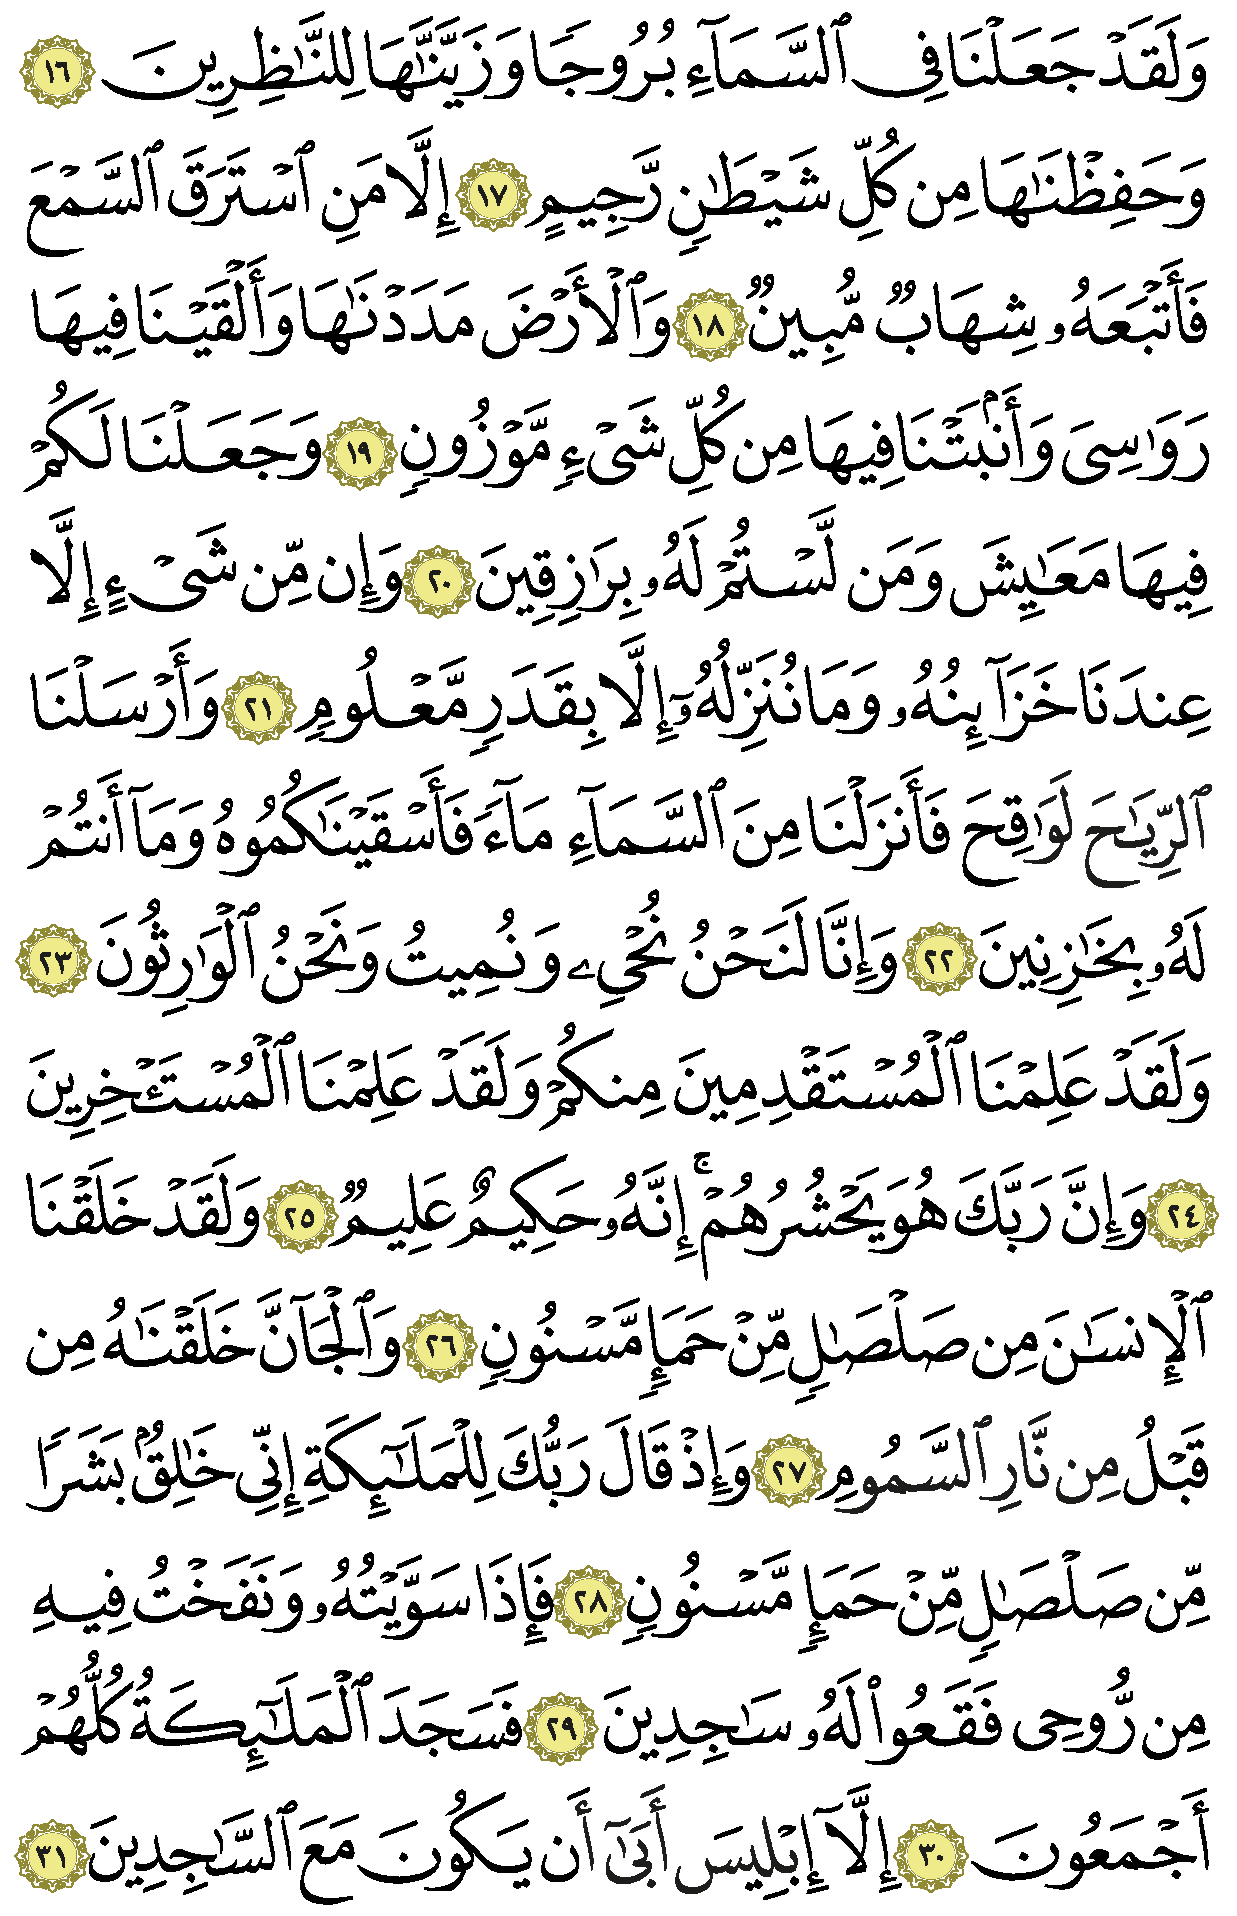 وَلَقَدْ جَعَلْنَا فِى ٱلسَّمَآءِ بُرُوجًا وَزَيَّنَّٰهَا لِلنَّٰظِرِينَ ١٦
وَحَفِظْنَٰهَا مِن كُلِّ شَيْطَٰنٍ رَّجِيمٍ ١٧ إِلَّا مَنِ ٱسْتَرَقَ ٱلسَّمْعَ
فَأَتْبَعَهُۥ شِهَابٌ مُّبِينٌ ١٨ وَٱلْأَرْضَ مَدَدْنَٰهَا وَأَلْقَيْنَا فِيهَا
رَوَٰسِىَ وَأَنۢبَتْنَا فِيهَا مِن كُلِّ شَىْءٍ مَّوْزُونٍ ١٩ وَجَعَلْنَا لَكُمْ
فِيهَا مَعَٰيِشَ وَمَن لَّسْتُمْ لَهُۥ بِرَٰزِقِينَ ٢٠ وَإِن مِّن شَىْءٍ إِلَّا
عِندَنَا خَزَآئِنُهُۥ وَمَا نُنَزِّلُهُۥٓ إِلَّا بِقَدَرٍ مَّعْلُومٍ ٢١ وَأَرْسَلْنَا
ٱلرِّيَٰحَ لَوَٰقِحَ فَأَنزَلْنَا مِنَ ٱلسَّمَآءِ مَآءً فَأَسْقَيْنَٰكُمُوهُ وَمَآ أَنتُمْ
لَهُۥ بِخَٰزِنِينَ ٢٢ وَإِنَّا لَنَحْنُ نُحْىِۦ وَنُمِيتُ وَنَحْنُ ٱلْوَٰرِثُونَ ٢٣
وَلَقَدْ عَلِمْنَا ٱلْمُسْتَقْدِمِينَ مِنكُمْ وَلَقَدْ عَلِمْنَا ٱلْمُسْتَـْٔخِرِينَ
٢٤ وَإِنَّ رَبَّكَ هُوَ يَحْشُرُهُمْ ۚ إِنَّهُۥ حَكِيمٌ عَلِيمٌ ٢٥ وَلَقَدْ خَلَقْنَا
ٱلْإِنسَٰنَ مِن صَلْصَٰلٍ مِّنْ حَمَإٍ مَّسْنُونٍ ٢٦ وَٱلْجَآنَّ خَلَقْنَٰهُ مِن
قَبْلُ مِن نَّارِ ٱلسَّمُومِ ٢٧ وَإِذْ قَالَ رَبُّكَ لِلْمَلَٰٓئِكَةِ إِنِّى خَٰلِقٌۢ بَشَرًا
مِّن صَلْصَٰلٍ مِّنْ حَمَإٍ مَّسْنُونٍ ٢٨ فَإِذَا سَوَّيْتُهُۥ وَنَفَخْتُ فِيهِ
مِن رُّوحِى فَقَعُوا۟ لَهُۥ سَٰجِدِينَ ٢٩ فَسَجَدَ ٱلْمَلَٰٓئِكَةُ كُلُّهُمْ
أَجْمَعُونَ ٣٠ إِلَّآ إِبْلِيسَ أَبَىٰٓ أَن يَكُونَ مَعَ ٱلسَّٰجِدِينَ ٣١